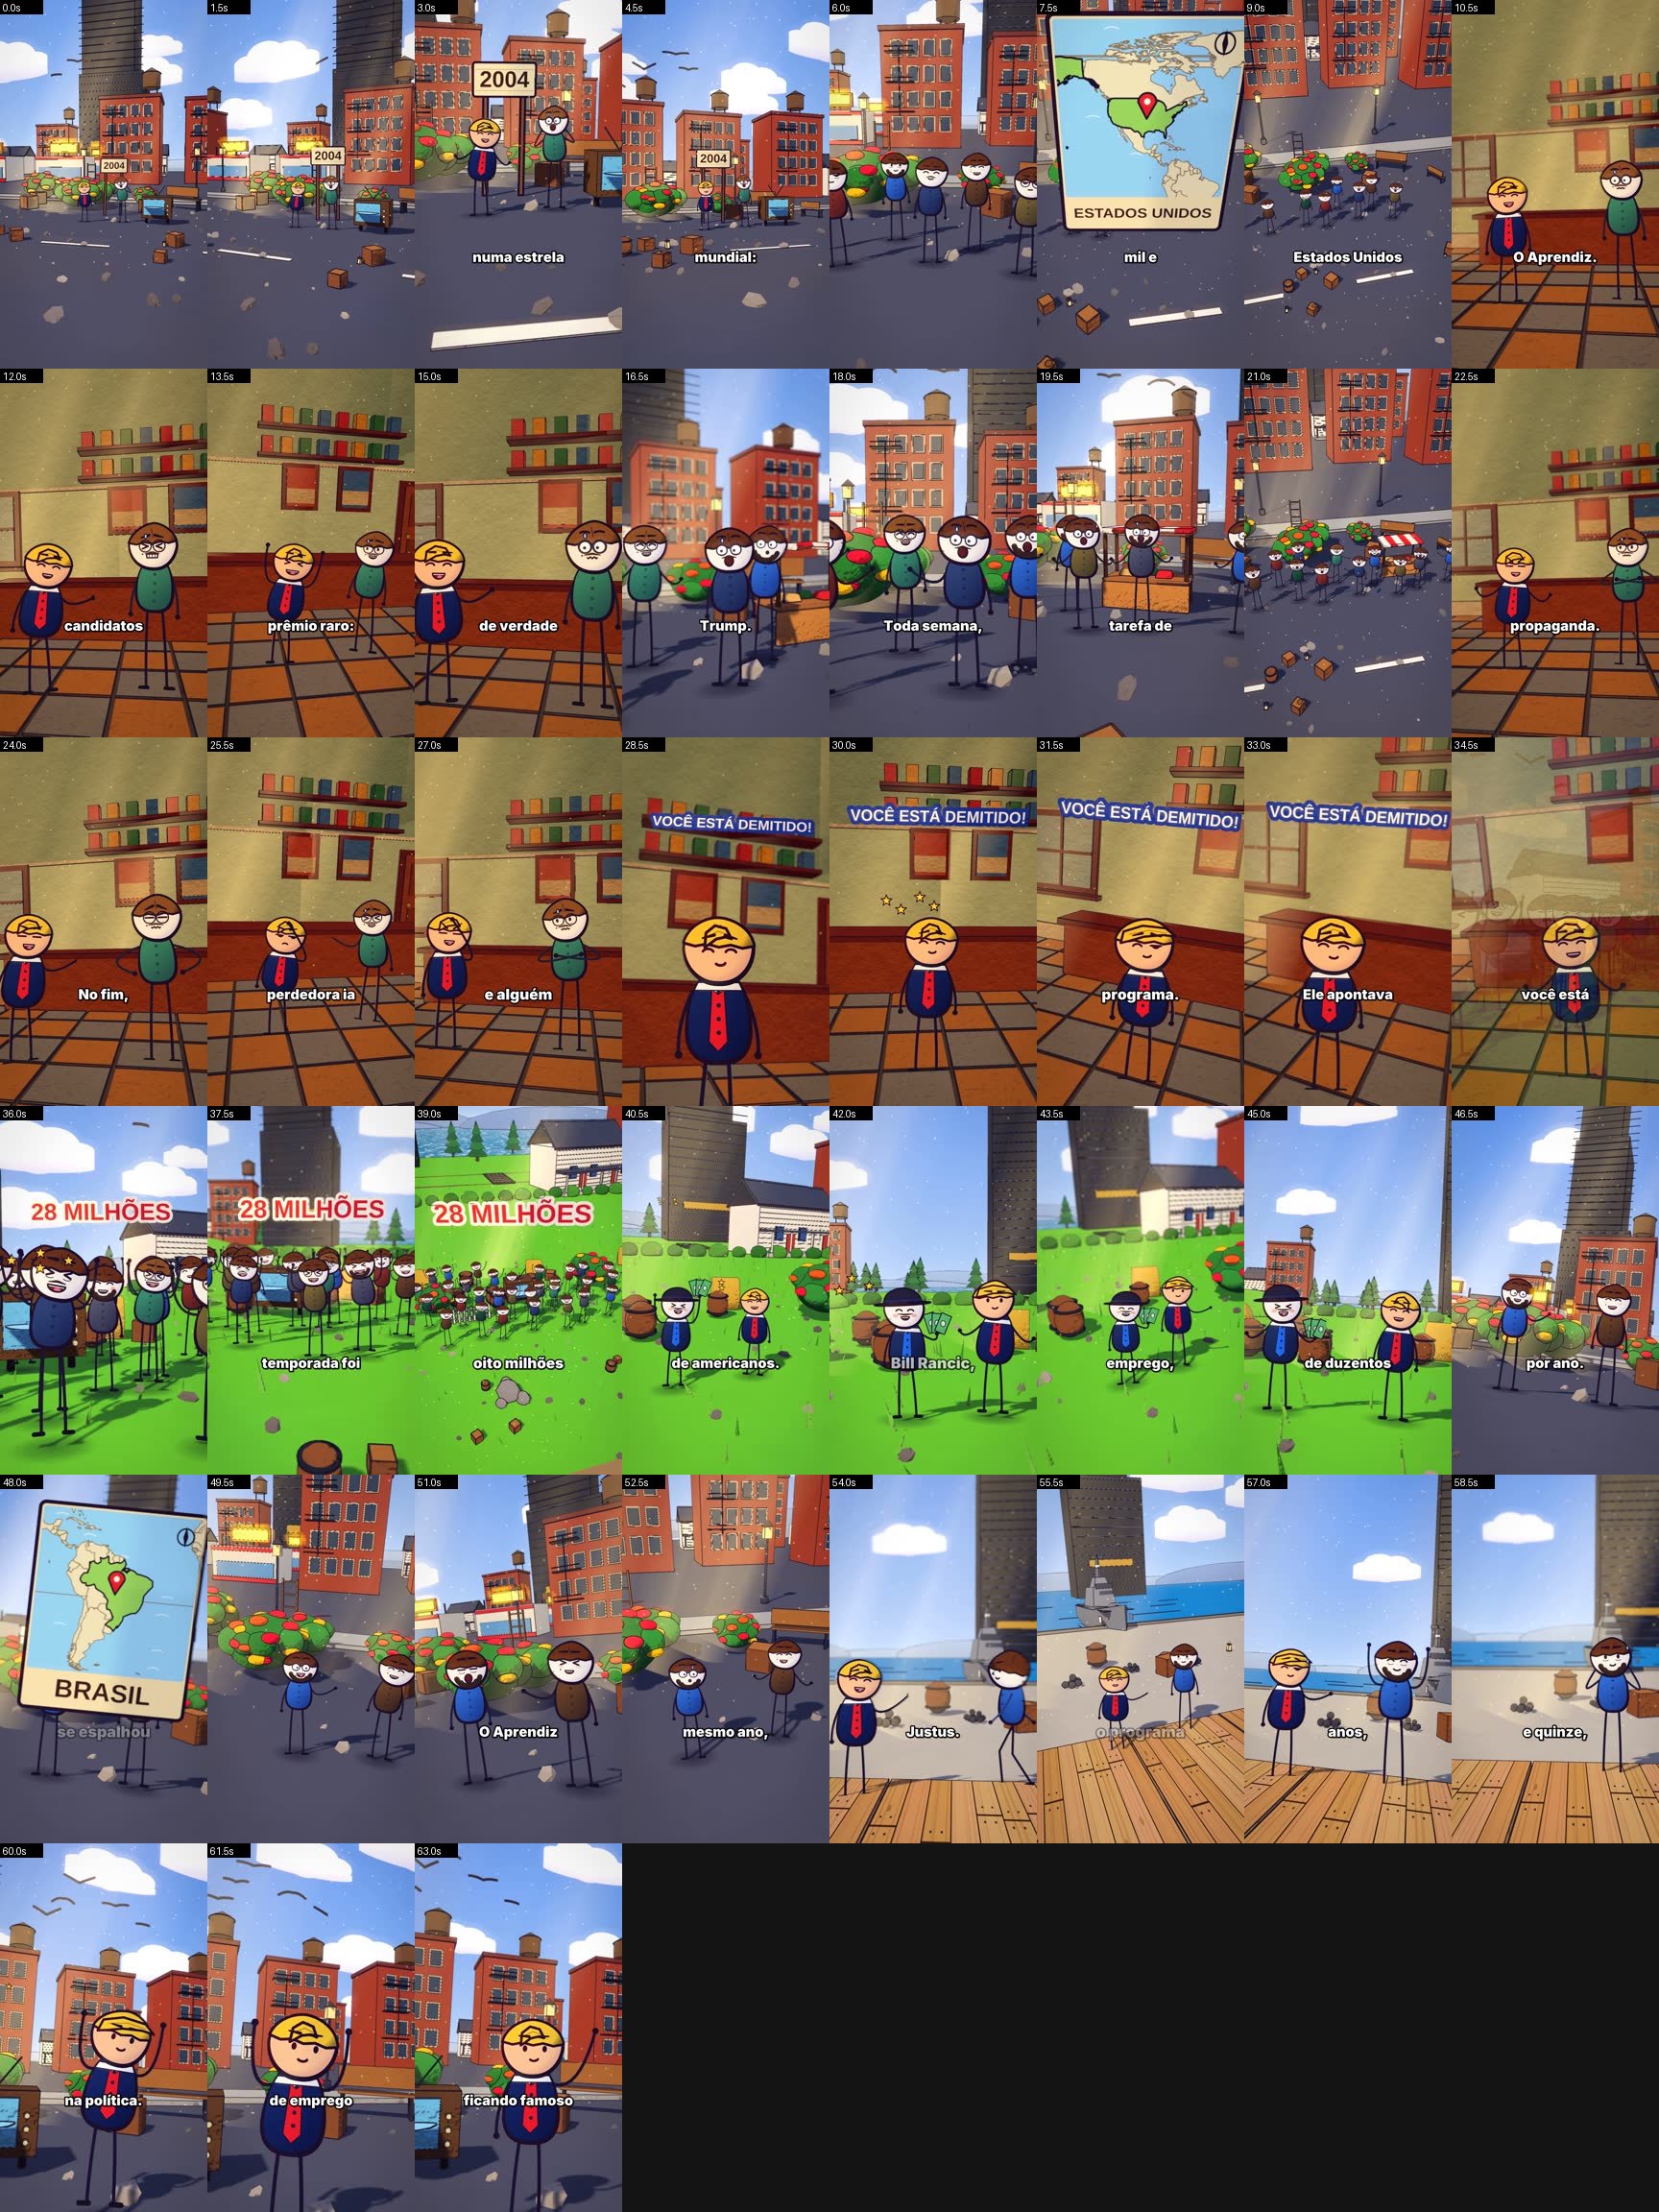 0.0s
1.5s
3.0s
4.5s
6.0s
7.5s
9.0s
10.5s
2004
2004
2004
2004
ESTADOS UNIDOS
numa estrela
mundial:
mil e
Estados Unidos
O Aprendiz.
12.0s
13.5s
15.0s
16.5s
18.0s
19.5s
21.0s
22.5s
candidatos
prêmio raro:
de verdade
Trump.
Toda semana,
tarefa de
propaganda.
24.0s
25.5s
27.0s
28.5s
30.0s
31.5s
33.0s
34.5s
VOCÊ ESTÁ DEMITIDO!
VOCÊ ESTÁ DEMITIDO!
VOCÊ ESTÁ DEMITIDO!
VOCÊ ESTÁ DEMITIDO!
No fim,
perdedora ia
e alguém
programa.
Ele apontava
você está
36.0s
37.5s
39.0s
40.5s
42.0s
43.5s
45.0s
46.5s
28 MILHÕES
28 MILHÕES
28 MILHÕES
temporada foi
oito milhões
de americanos.
Bill Rancic,
emprego,
de duzentos
por ano.
48.0s
49.5s
51.0s
52.5s
54.0s
55.5s
57.0s
58.5s
BRASIL
se espalhou
O Aprendiz
mesmo ano,
Justus.
o programa
anos,
e quinze,
60.0s
61.5s
63.0s
na política.
de emprego
ficando famoso